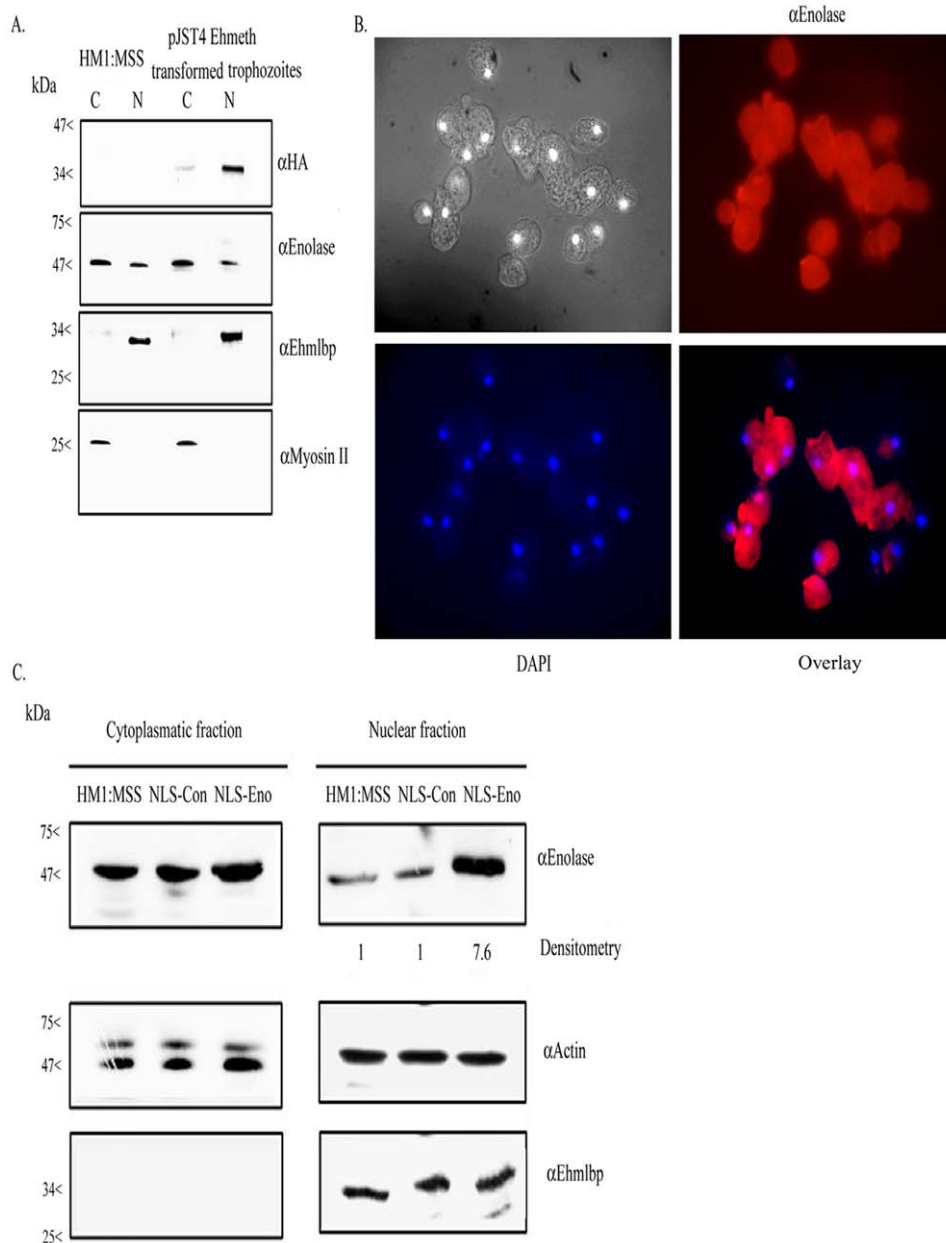 A.
HM1:MSS
pJST4 Ehmeth
transformed trophozoites
kDa
C N C N
47<
34<
αHA
75<
47<
αEnolase
34<
25<
αEhmlbp
25<
αMyosin II
B.
αEnolase
DAPI
Overlay
C.
kDa
Cytoplasmatic fraction
Nuclear fraction
HM1:MSS NLS-Con NLS-Eno
HM1:MSS NLS-Con NLS-Eno
75<
47<
αEnolase
1 1 7.6 Densitometry
75<
47<
αActin
34<
25<
αEhmlbp